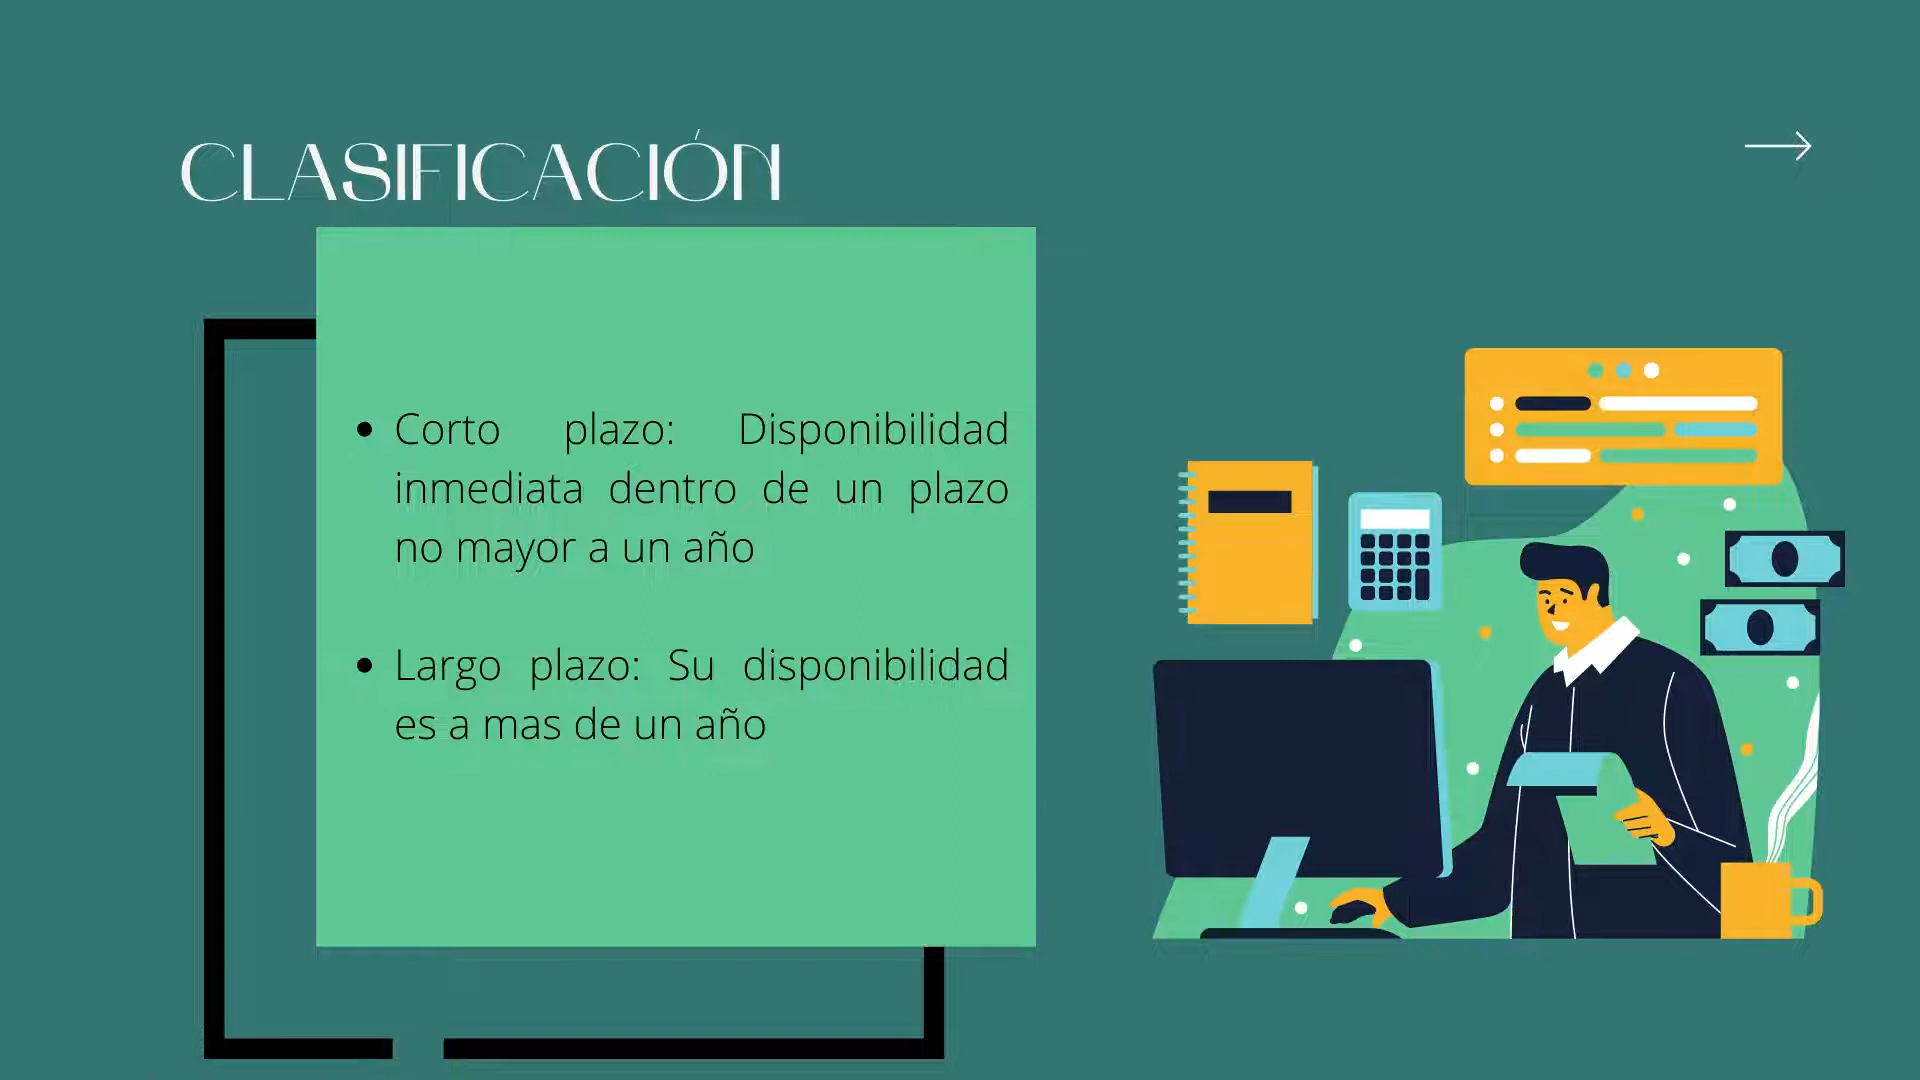 CLASIFICACIÓN
Corto plazo: Disponibilidad
inmediata dentro de un plazo
no mayor a un año
Largo plazo: Su disponibilidad
es a mas de un año